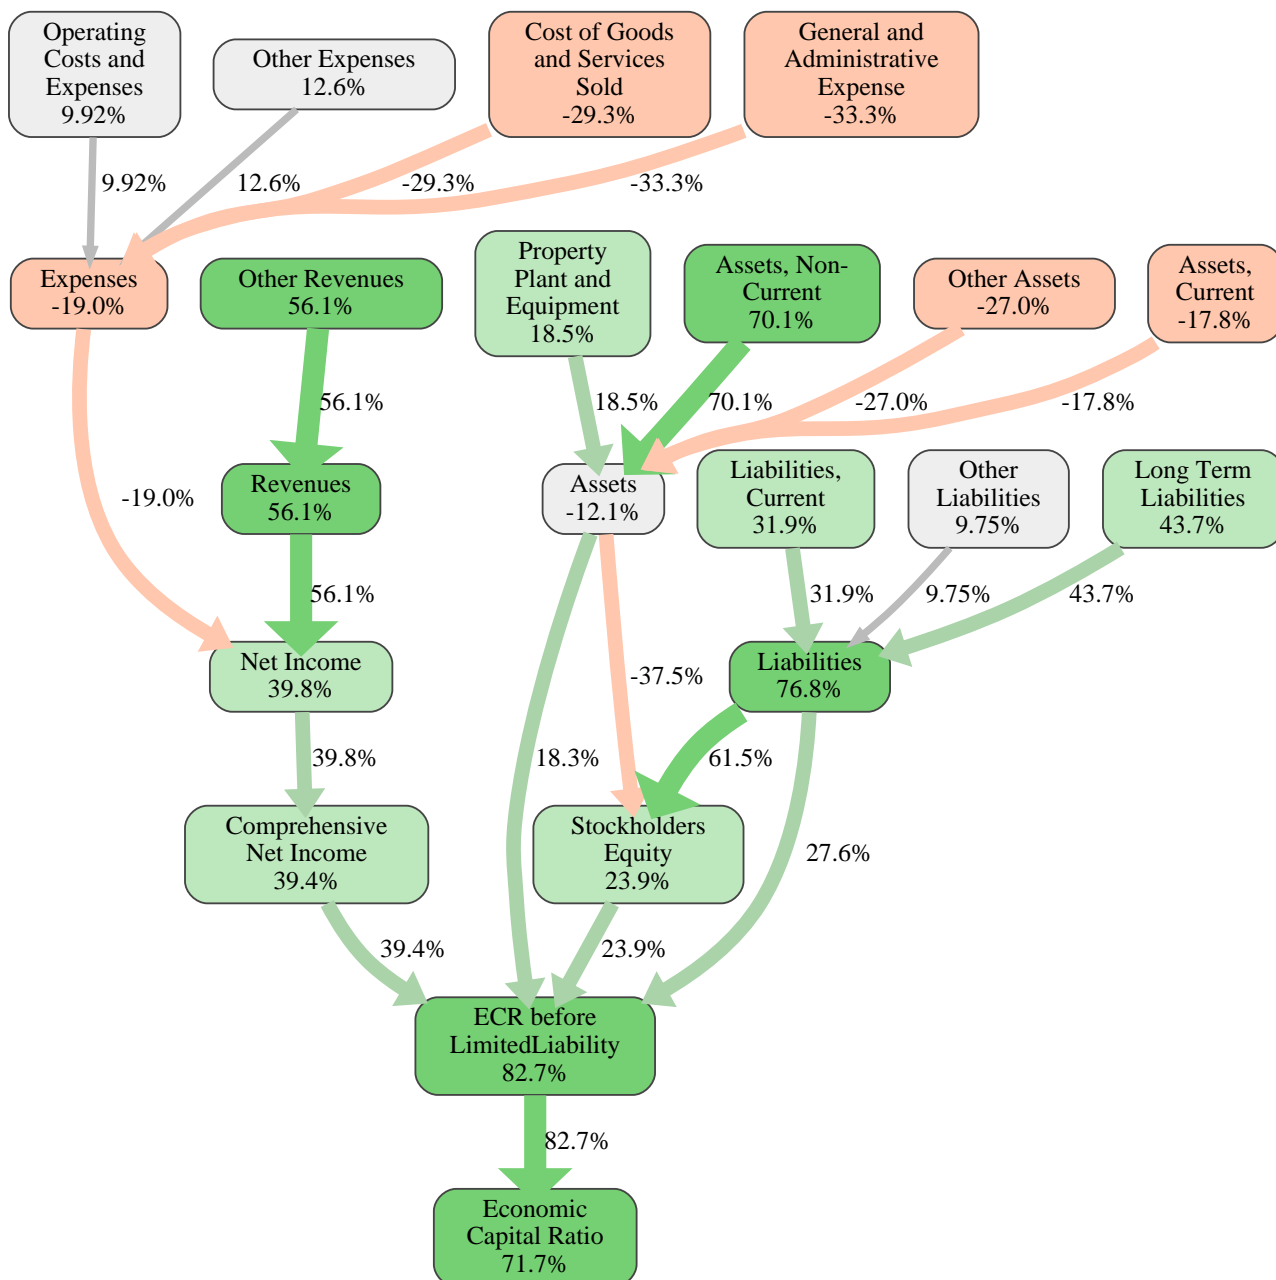 Operating
Costs and
Expenses
9.92%
Other Expenses
12.6%
Cost of Goods
and Services
Sold
-29.3%
General and
Administrative
Expense
-33.3%
9.92%
12.6%
-29.3%
-33.3%
Expenses
-19.0%
Other Revenues
56.1%
Property
Plant and
Equipment
18.5%
Assets, Non-
Current
70.1%
Other Assets
-27.0%
Assets,
Current
-17.8%
56.1%
18.5%
70.1%
-27.0%
-17.8%
-19.0%
Revenues
56.1%
Assets
-12.1%
Liabilities,
Current
31.9%
Other
Liabilities
9.75%
Long Term
Liabilities
43.7%
56.1%
31.9%
9.75%
43.7%
Net Income
39.8%
-37.5%
Liabilities
76.8%
39.8%
18.3%
61.5%
27.6%
Comprehensive
Net Income
39.4%
Stockholders
Equity
23.9%
39.4%
23.9%
ECR before
LimitedLiability
82.7%
82.7%
Economic
Capital Ratio
71.7%